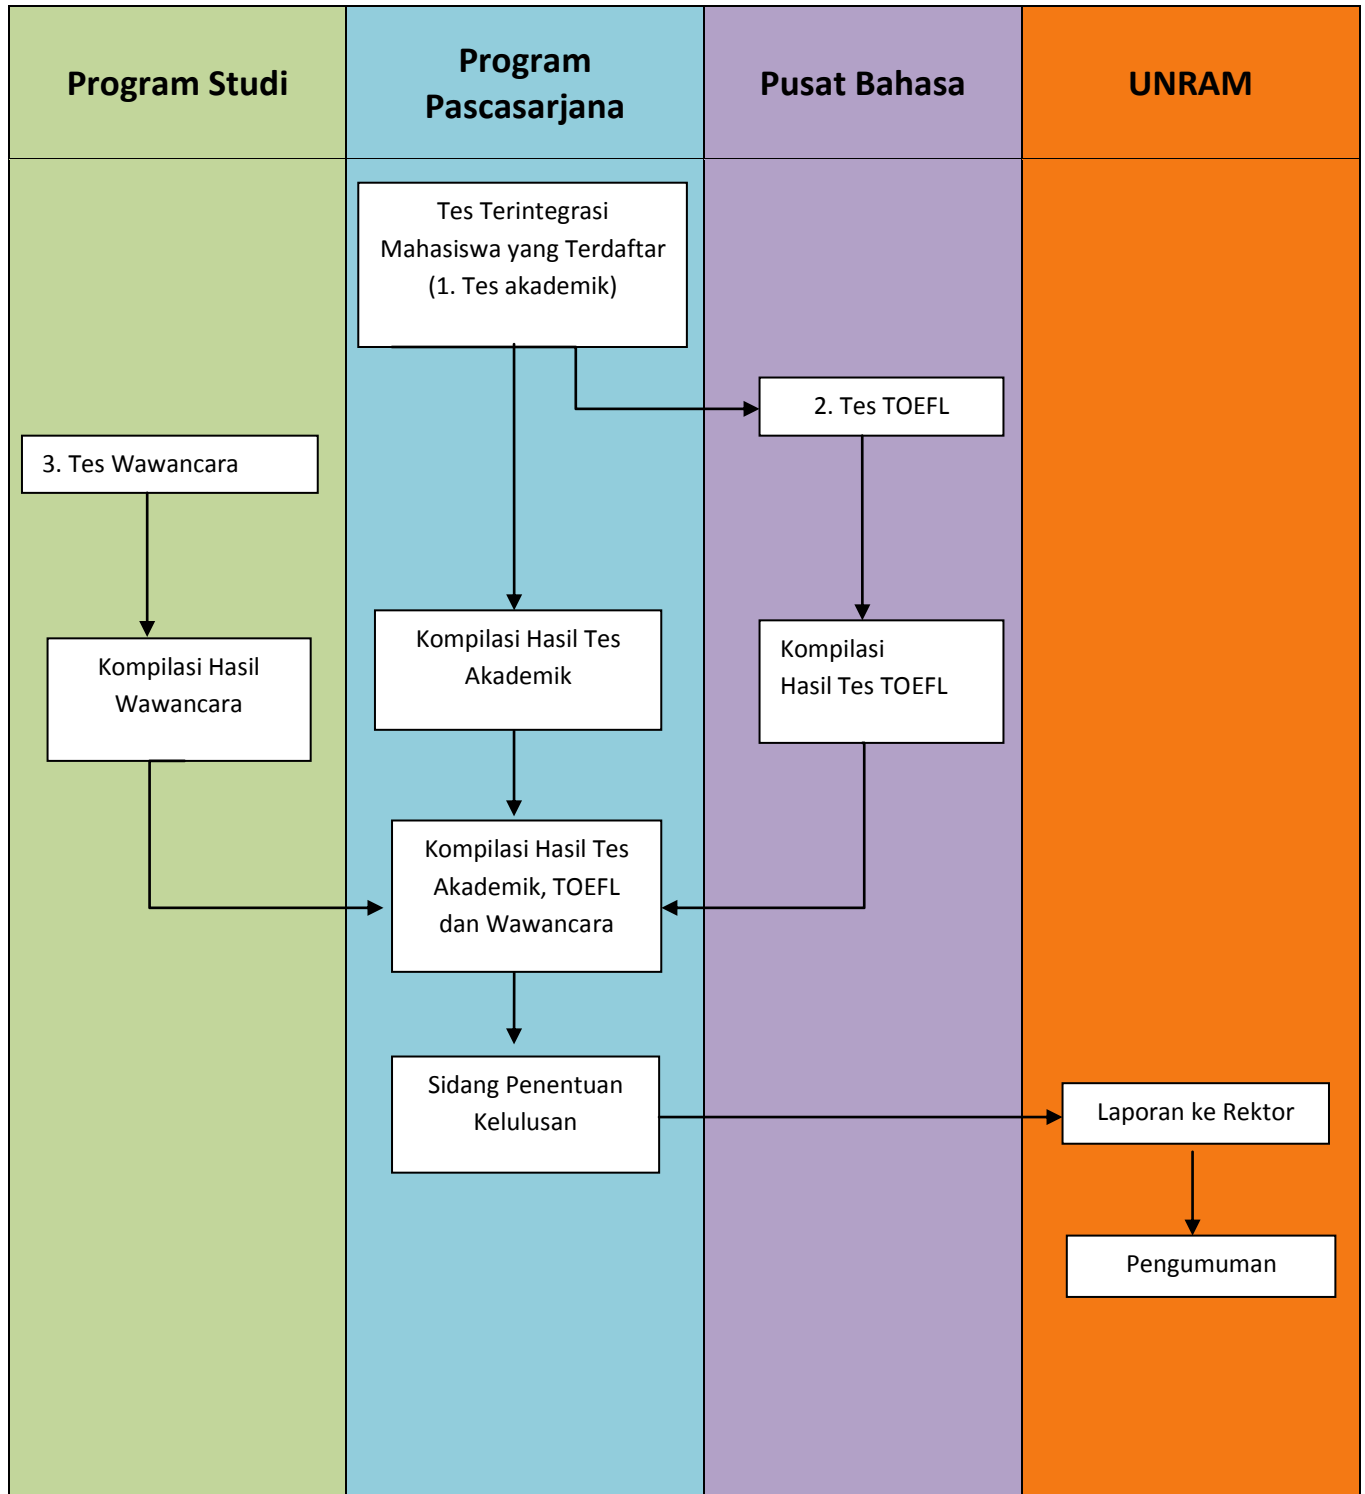 Program Studi
Program
Pascasarjana
Pusat Bahasa
UNRAM
Tes Terintegrasi
Mahasiswa yang Terdaftar
(1. Tes akademik)
2. Tes TOEFL
3. Tes Wawancara
Kompilasi Hasil
Wawancara
Kompilasi Hasil Tes
Akademik
Kompilasi
Hasil Tes TOEFL
Kompilasi Hasil Tes
Akademik, TOEFL
dan Wawancara
Sidang Penentuan
Kelulusan
Laporan ke Rektor
Pengumuman